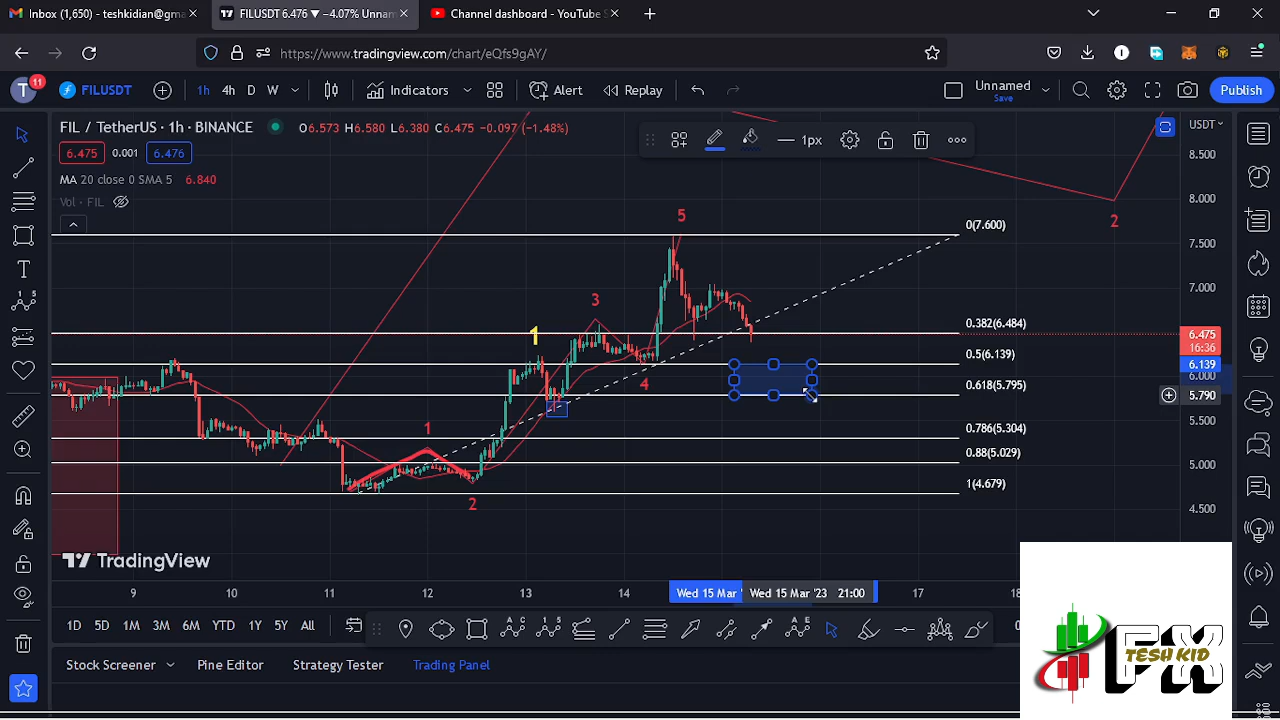 Inbox (1,650) - teshkidian@gma
FILUSDT 6.476 ▼ −4.07% Unnam
Channel dashboard - YouTube S
https://www.tradingview.com/chart/eQfs9gAY/
T 11
FILUSDT
1h 4h D W
Indicators
Alert
Replay
Unnamed
Save
Publish
FIL / TetherUS · 1h · BINANCE
O6.573 H6.580 L6.380 C6.475 −0.097 (−1.48%)
6.475 0.001 6.476
MA 20 close 0 SMA 5 6.840
Vol · FIL
1px
USDT
8.500
8.000
7.500
7.000
6.475
16:36
6.139
6.000
5.790
5.500
5.000
4.500
0(7.600)
0.382(6.484)
0.5(6.139)
0.618(5.795)
0.786(5.304)
0.88(5.029)
1(4.679)
5
2
3
1
4
1
2
TradingView
9 10 11 12 13 14 Wed 15 Mar ' Wed 15 Mar '23 21:00 17 18
1D 5D 1M 3M 6M YTD 1Y 5Y All
Stock Screener
Pine Editor
Strategy Tester
Trading Panel
FX
TESH KID